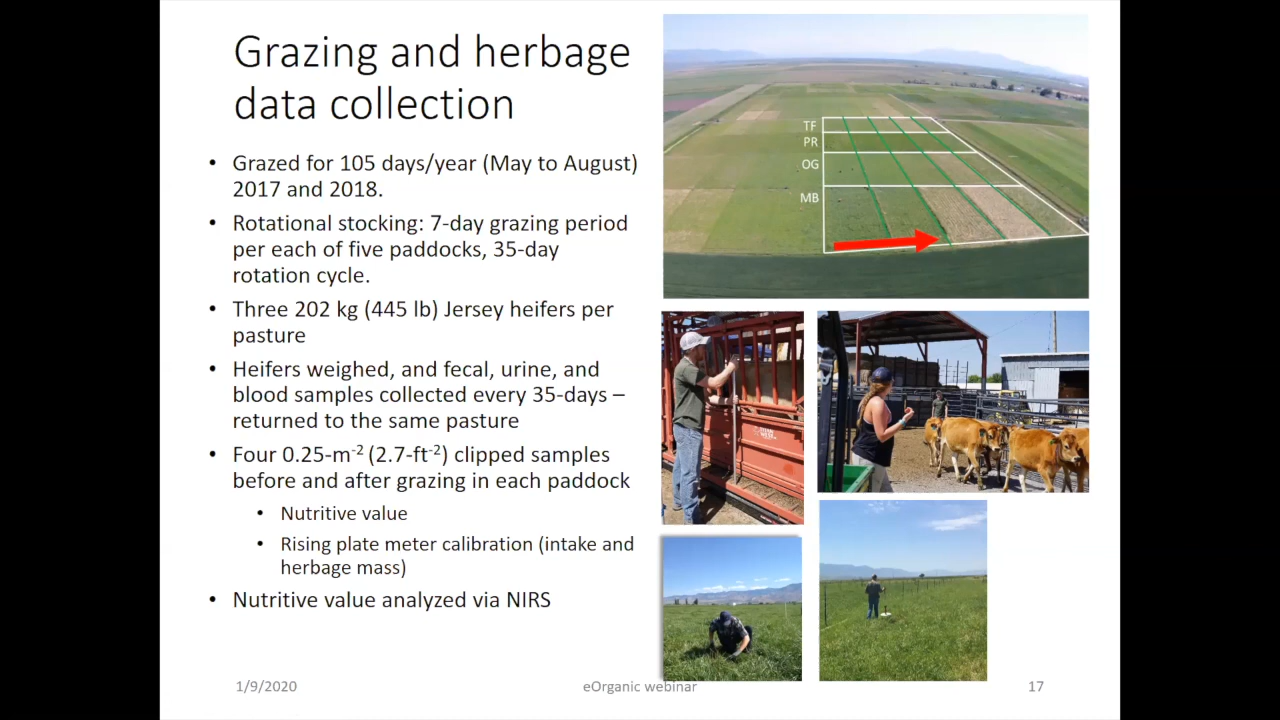 Grazing and herbage
data collection
• Grazed for 105 days/year (May to August)
2017 and 2018.
• Rotational stocking: 7-day grazing period
per each of five paddocks, 35-day
rotation cycle.
• Three 202 kg (445 lb) Jersey heifers per
pasture
• Heifers weighed, and fecal, urine, and
blood samples collected every 35-days –
returned to the same pasture
• Four 0.25-m⁻² (2.7-ft⁻²) clipped samples
before and after grazing in each paddock
• Nutritive value
• Rising plate meter calibration (intake and
herbage mass)
• Nutritive value analyzed via NIRS
TF
PR
OG
MB
1/9/2020
eOrganic webinar
17